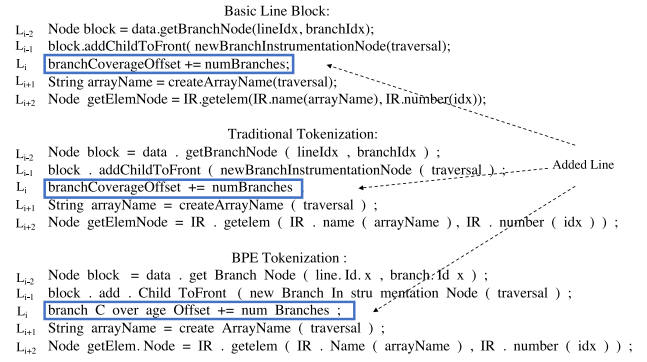 Basic Line Block:
Li-2 Node block = data.getBranchNode(lineIdx, branchIdx);
Li-1 block.addChildToFront( newBranchInstrumentationNode(traversal);
Li branchCoverageOffset += numBranches;
Li+1 String arrayName = createArrayName(traversal);
Li+2 Node getElemNode = IR.getelem(IR.name(arrayName), IR.number(idx));
Traditional Tokenization:
Li-2 Node block = data . getBranchNode ( lineIdx , branchIdx ) ;
Li-1 block . addChildToFront ( newBranchInstrumentationNode ( traversal ) ;
Added Line
Li branchCoverageOffset += numBranches
Li+1 String arrayName = createArrayName ( traversal ) ;
Li+2 Node getElemNode = IR . getelem ( IR . name ( arrayName ) , IR . number ( idx ) ) ;
BPE Tokenization :
Li-2 Node block = data . get Branch Node ( line. Id. x , branch. Id x ) ;
Li-1 block . add . Child ToFront ( new Branch In stru mentation Node ( traversal ) ;
Li branch C over age Offset += num Branches ;
Li+1 String arrayName = create ArrayName ( traversal ) ;
Li+2 Node getElem. Node = IR . getelem ( IR . Name ( arrayName ) , IR . number ( idx ) ) ;